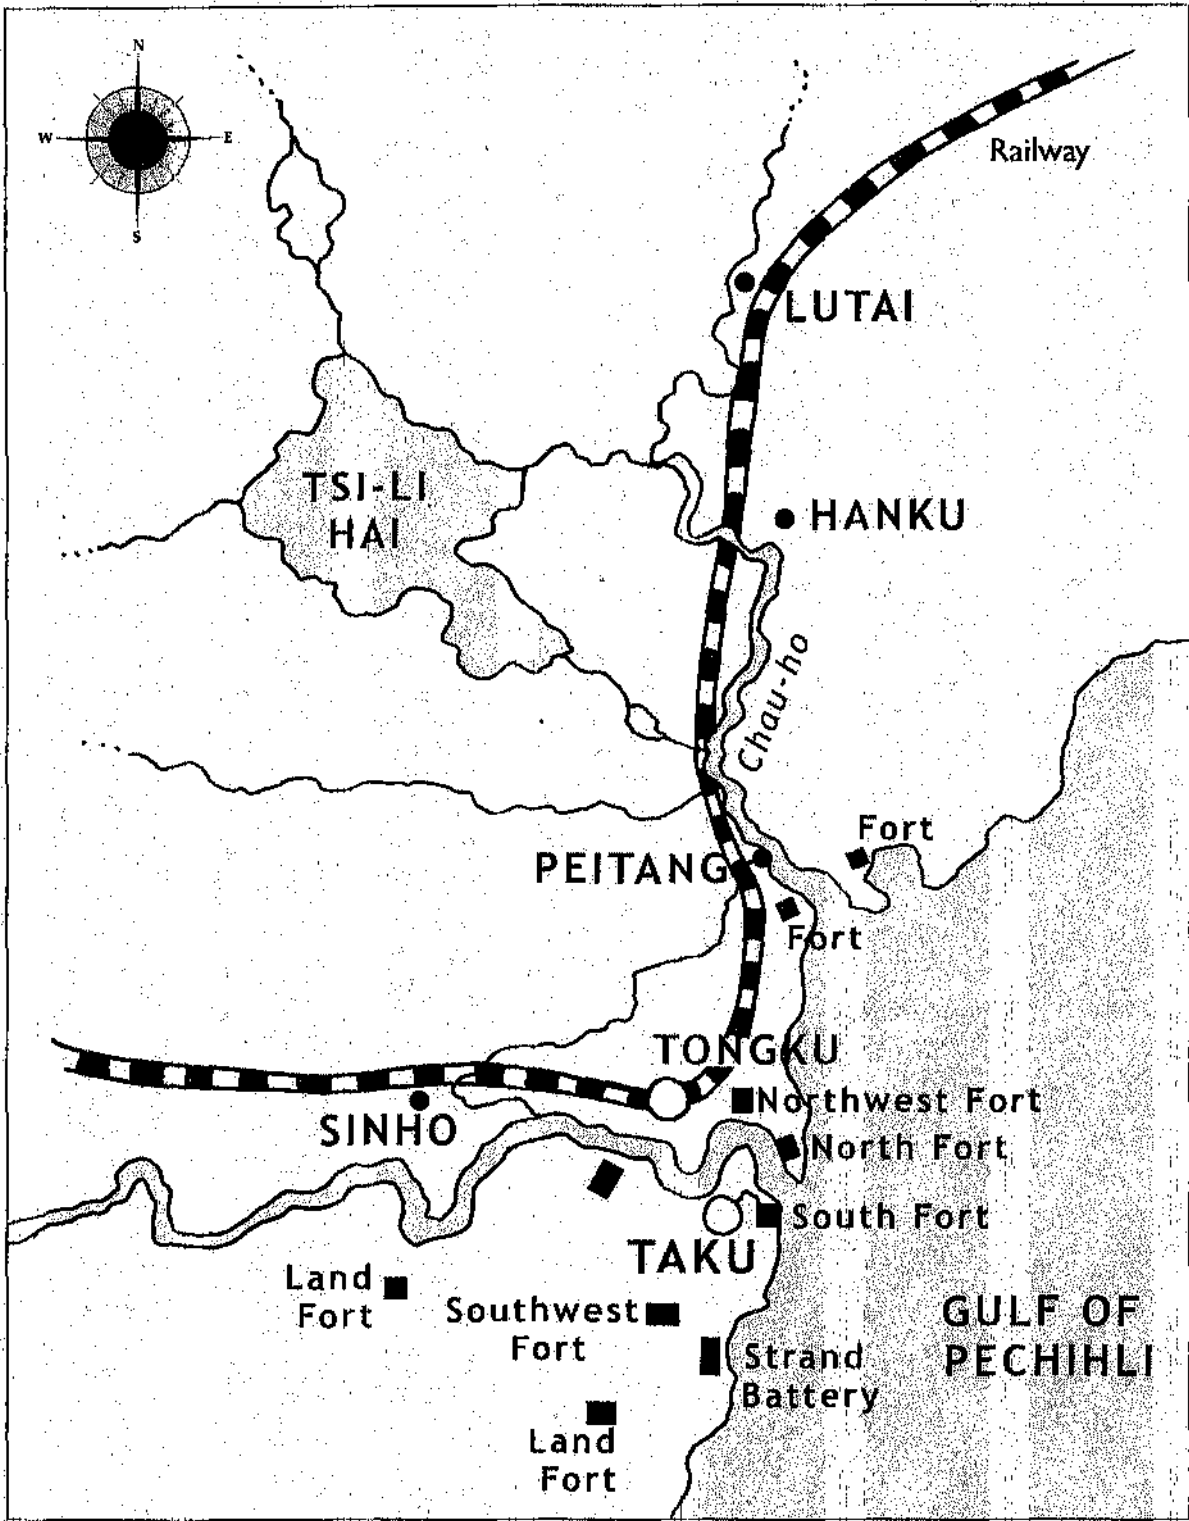 N
W
E
S
Railway
LUTAI
TSI-LI
HAI
HANKU
Chau-ho
Fort
PEITANG
Fort
TONGKU
Northwest Fort
SINHO
North Fort
South Fort
TAKU
Land
Fort
Southwest
Fort
GULF OF
PECHIHLI
Strand
Battery
Land
Fort